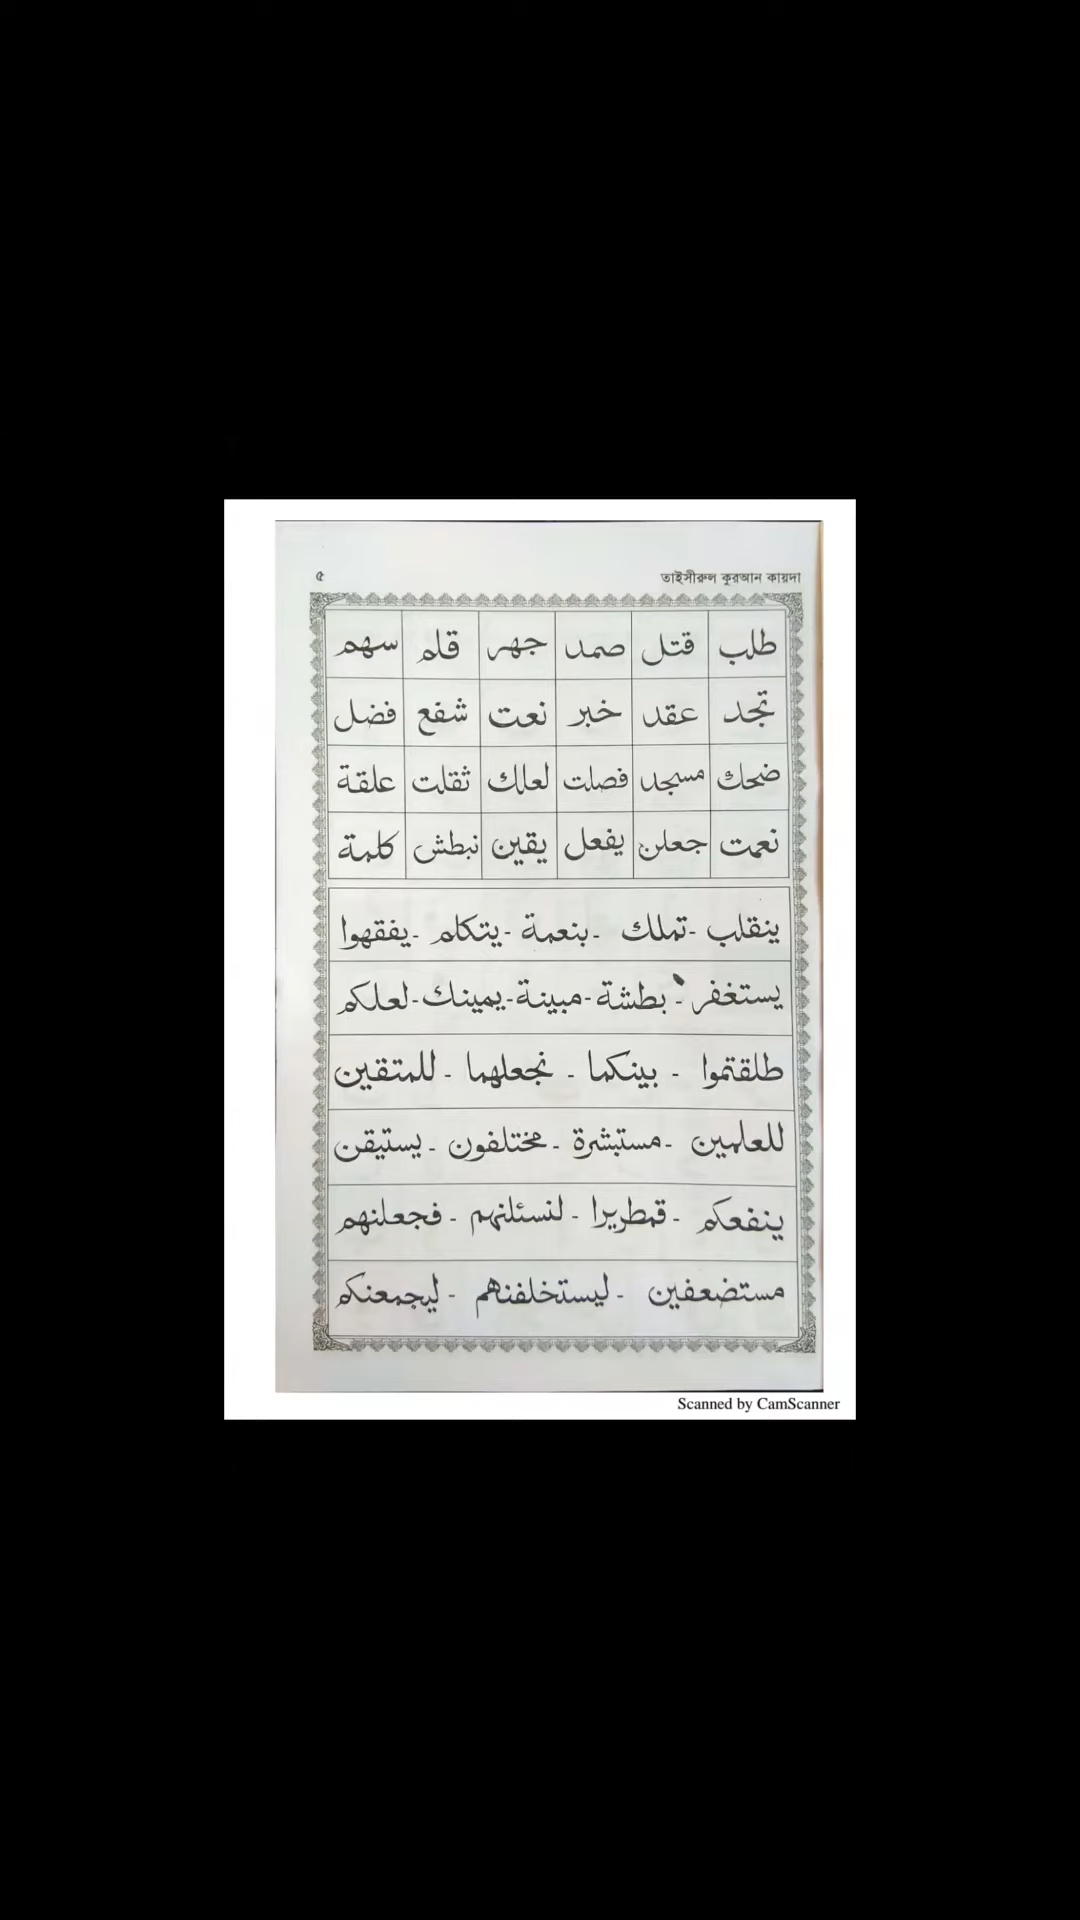 তাইসীরুল কুরআন কায়দা ৫
طلب قتل صمد جهر قلم سهم
تجد عقد خبر نعت شفع فضل
ضحك مسجد فصلت لعلك ثقلت علقة
نعمت جعلن يفعل يقين نبطش كلمة
ينقلب - تملك - بنعمة - يتكلم - يفقهوا
يستغفر - بطشة - مبينة - يمينك - لعلكم
طلقتموا - بينكما - نجعلهما - للمتقين
للعلمين - مستبشرة - مختلفون - يستيقن
ينفعكم - قمطريرا - لنسئلنهم - فجعلنهم
مستضعفين - ليستخلفنهم - ليجمعنكم
Scanned by CamScanner